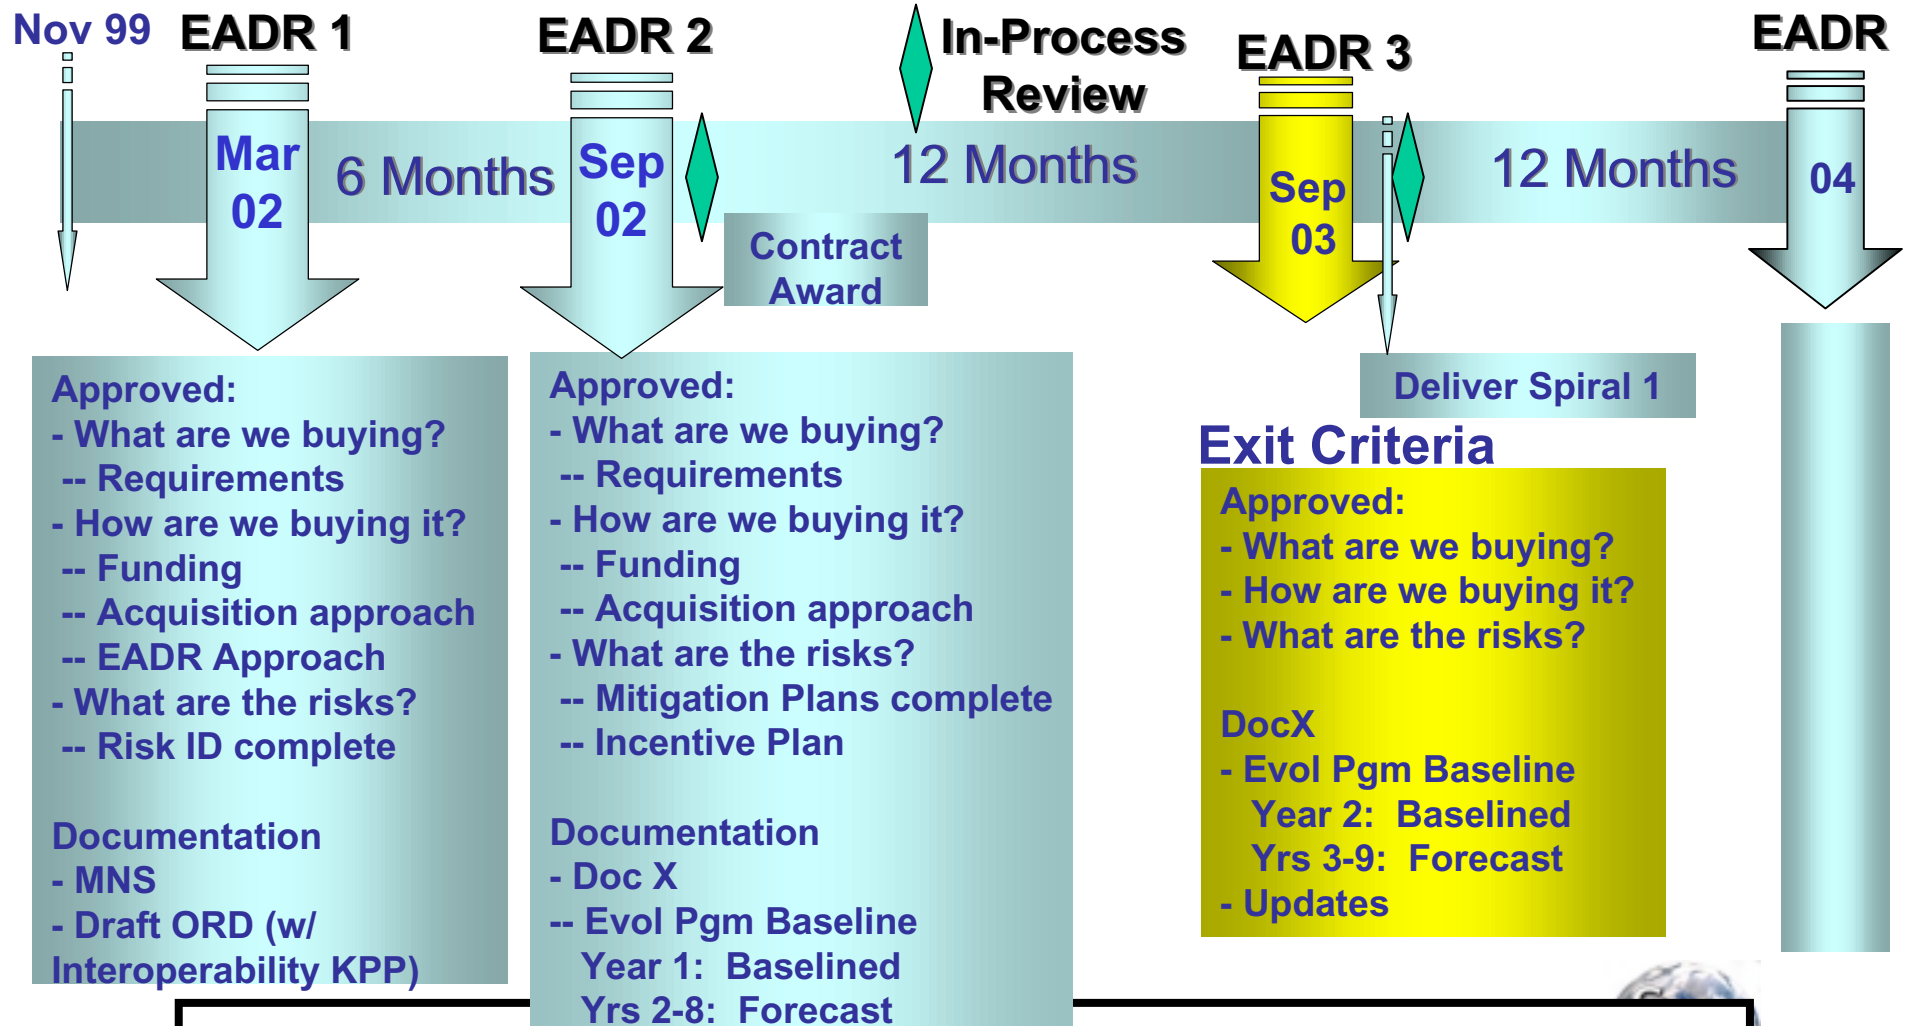 Nov 99
EADR 1
EADR 2
In-Process
Review
EADR 3
EADR
Mar
02
6 Months
Sep
02
12 Months
Sep
03
12 Months
04
Contract
Award
Deliver Spiral 1
Approved:
- What are we buying?
-- Requirements
- How are we buying it?
-- Funding
-- Acquisition approach
-- EADR Approach
- What are the risks?
-- Risk ID complete
Documentation
- MNS
- Draft ORD (w/
Interoperability KPP)
Approved:
- What are we buying?
-- Requirements
- How are we buying it?
-- Funding
-- Acquisition approach
- What are the risks?
-- Mitigation Plans complete
-- Incentive Plan
Documentation
- Doc X
-- Evol Pgm Baseline
Year 1: Baselined
Yrs 2-8: Forecast
Exit Criteria
Approved:
- What are we buying?
- How are we buying it?
- What are the risks?
DocX
- Evol Pgm Baseline
Year 2: Baselined
Yrs 3-9: Forecast
- Updates